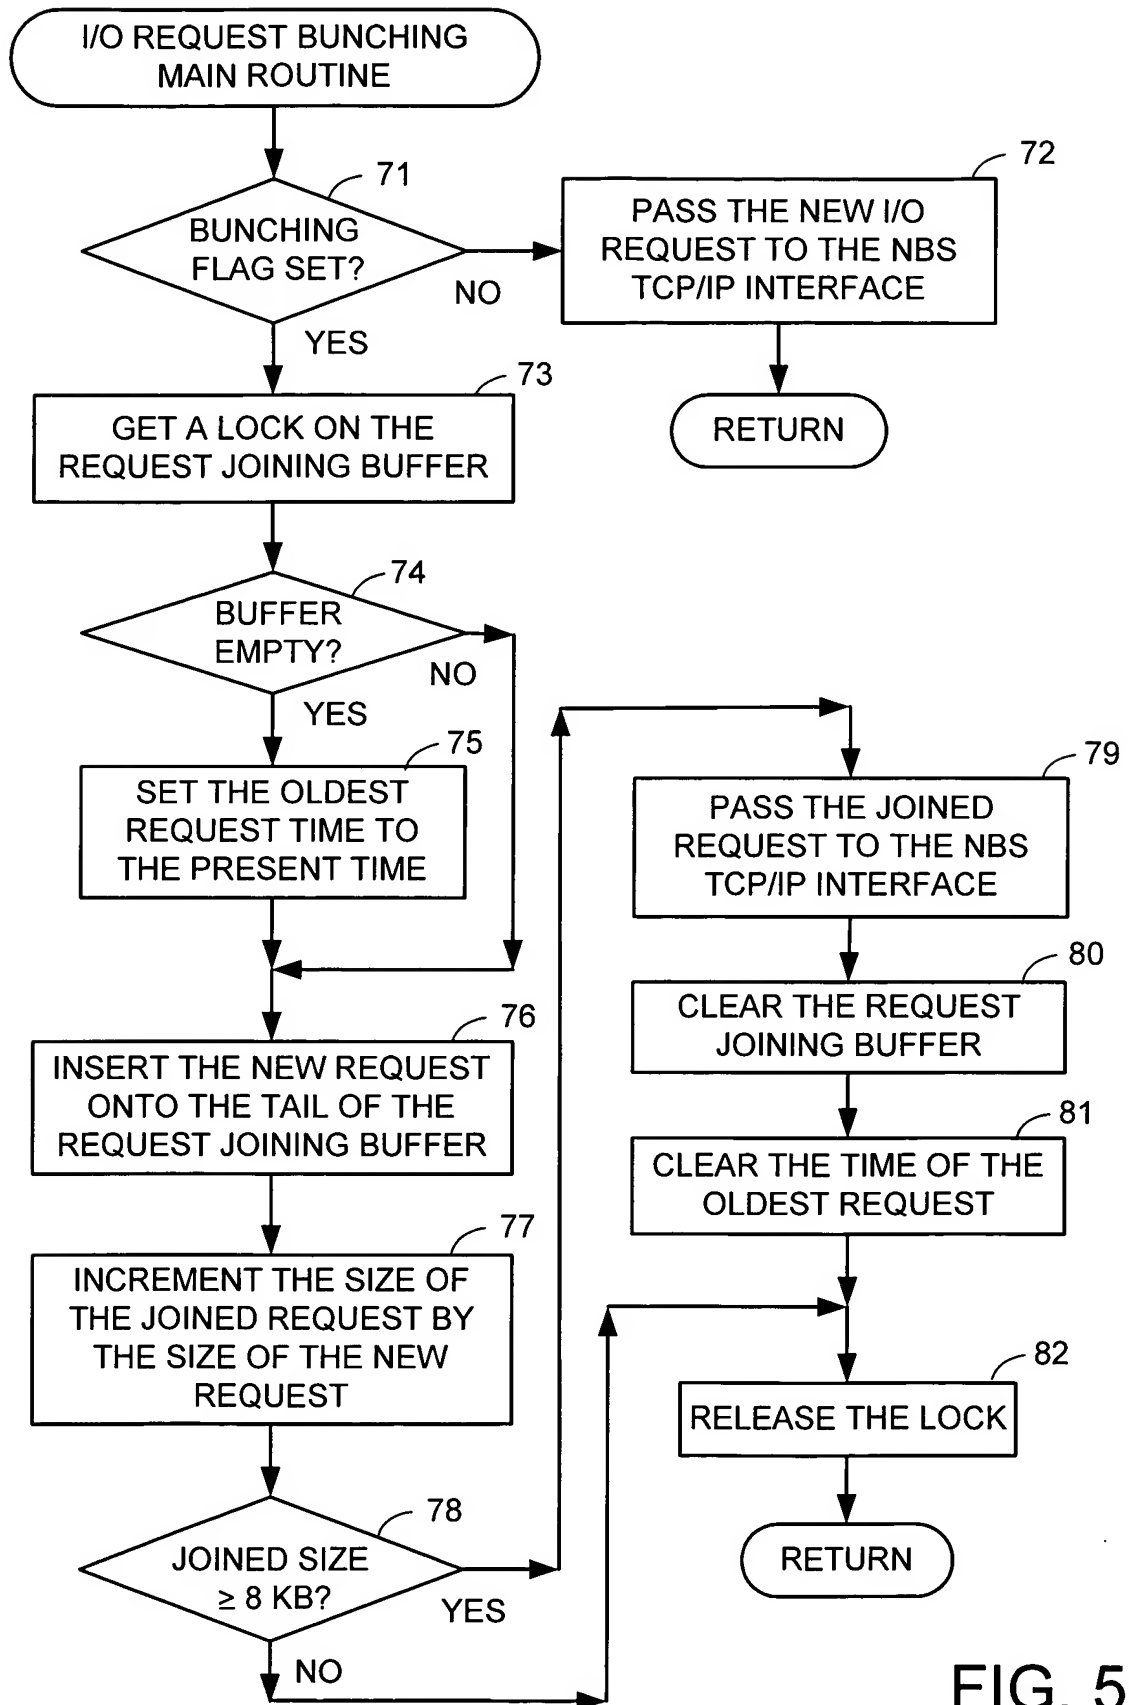 I/O REQUEST BUNCHING
MAIN ROUTINE
71
BUNCHING
FLAG SET?
NO
YES
72
PASS THE NEW I/O
REQUEST TO THE NBS
TCP/IP INTERFACE
RETURN
73
GET A LOCK ON THE
REQUEST JOINING BUFFER
74
BUFFER
EMPTY?
NO
YES
75
SET THE OLDEST
REQUEST TIME TO
THE PRESENT TIME
76
INSERT THE NEW REQUEST
ONTO THE TAIL OF THE
REQUEST JOINING BUFFER
77
INCREMENT THE SIZE OF
THE JOINED REQUEST BY
THE SIZE OF THE NEW
REQUEST
78
JOINED SIZE
≥ 8 KB?
YES
NO
79
PASS THE JOINED
REQUEST TO THE NBS
TCP/IP INTERFACE
80
CLEAR THE REQUEST
JOINING BUFFER
81
CLEAR THE TIME OF THE
OLDEST REQUEST
82
RELEASE THE LOCK
RETURN
FIG. 5